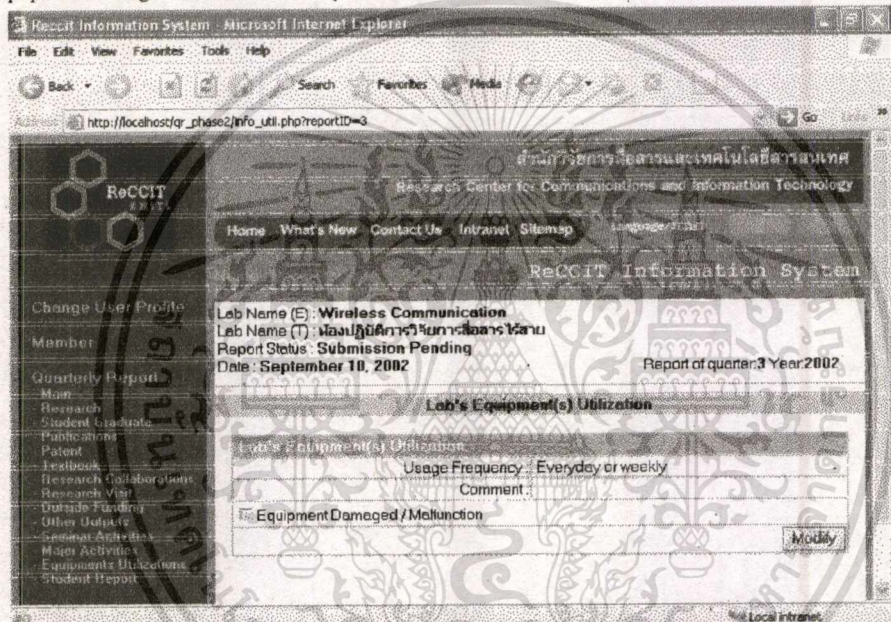 Reccit Information System - Microsoft Internet Explorer
File Edit View Favorites Tools Help
Back Search Favorites Media
http://localhost/qr_phase2/info_util.php?reportID=3 Go Links
ReCCIT
สำนักวิจัยการสื่อสารและเทคโนโลยีสารสนเทศ
Research Center for Communications and Information Technology
Home What's New Contact Us Intranet Sitemap
ReCCIT Information System
Change User Profile
Member
Quarterly Report
Main
Research
Student Graduate
Publications
Patent
Textbook
Research Collaborations
Research Visit
Outside Funding
Other Outputs
Seminar Activities
Major Activities
Equipments Utilizations
Student Report
Lab Name (E) : Wireless Communication
Lab Name (T) : ห้องปฏิบัติการวิจัยการสื่อสารไร้สาย
Report Status : Submission Pending
Date : September 10, 2002 Report of quarter:3 Year:2002
Lab's Equipment(s) Utilization
Lab's Equipment(s) Utilization
Usage Frequency : Everyday or weekly
Comment :
Equipment Damaged / Malfunction
Modify
Local intranet